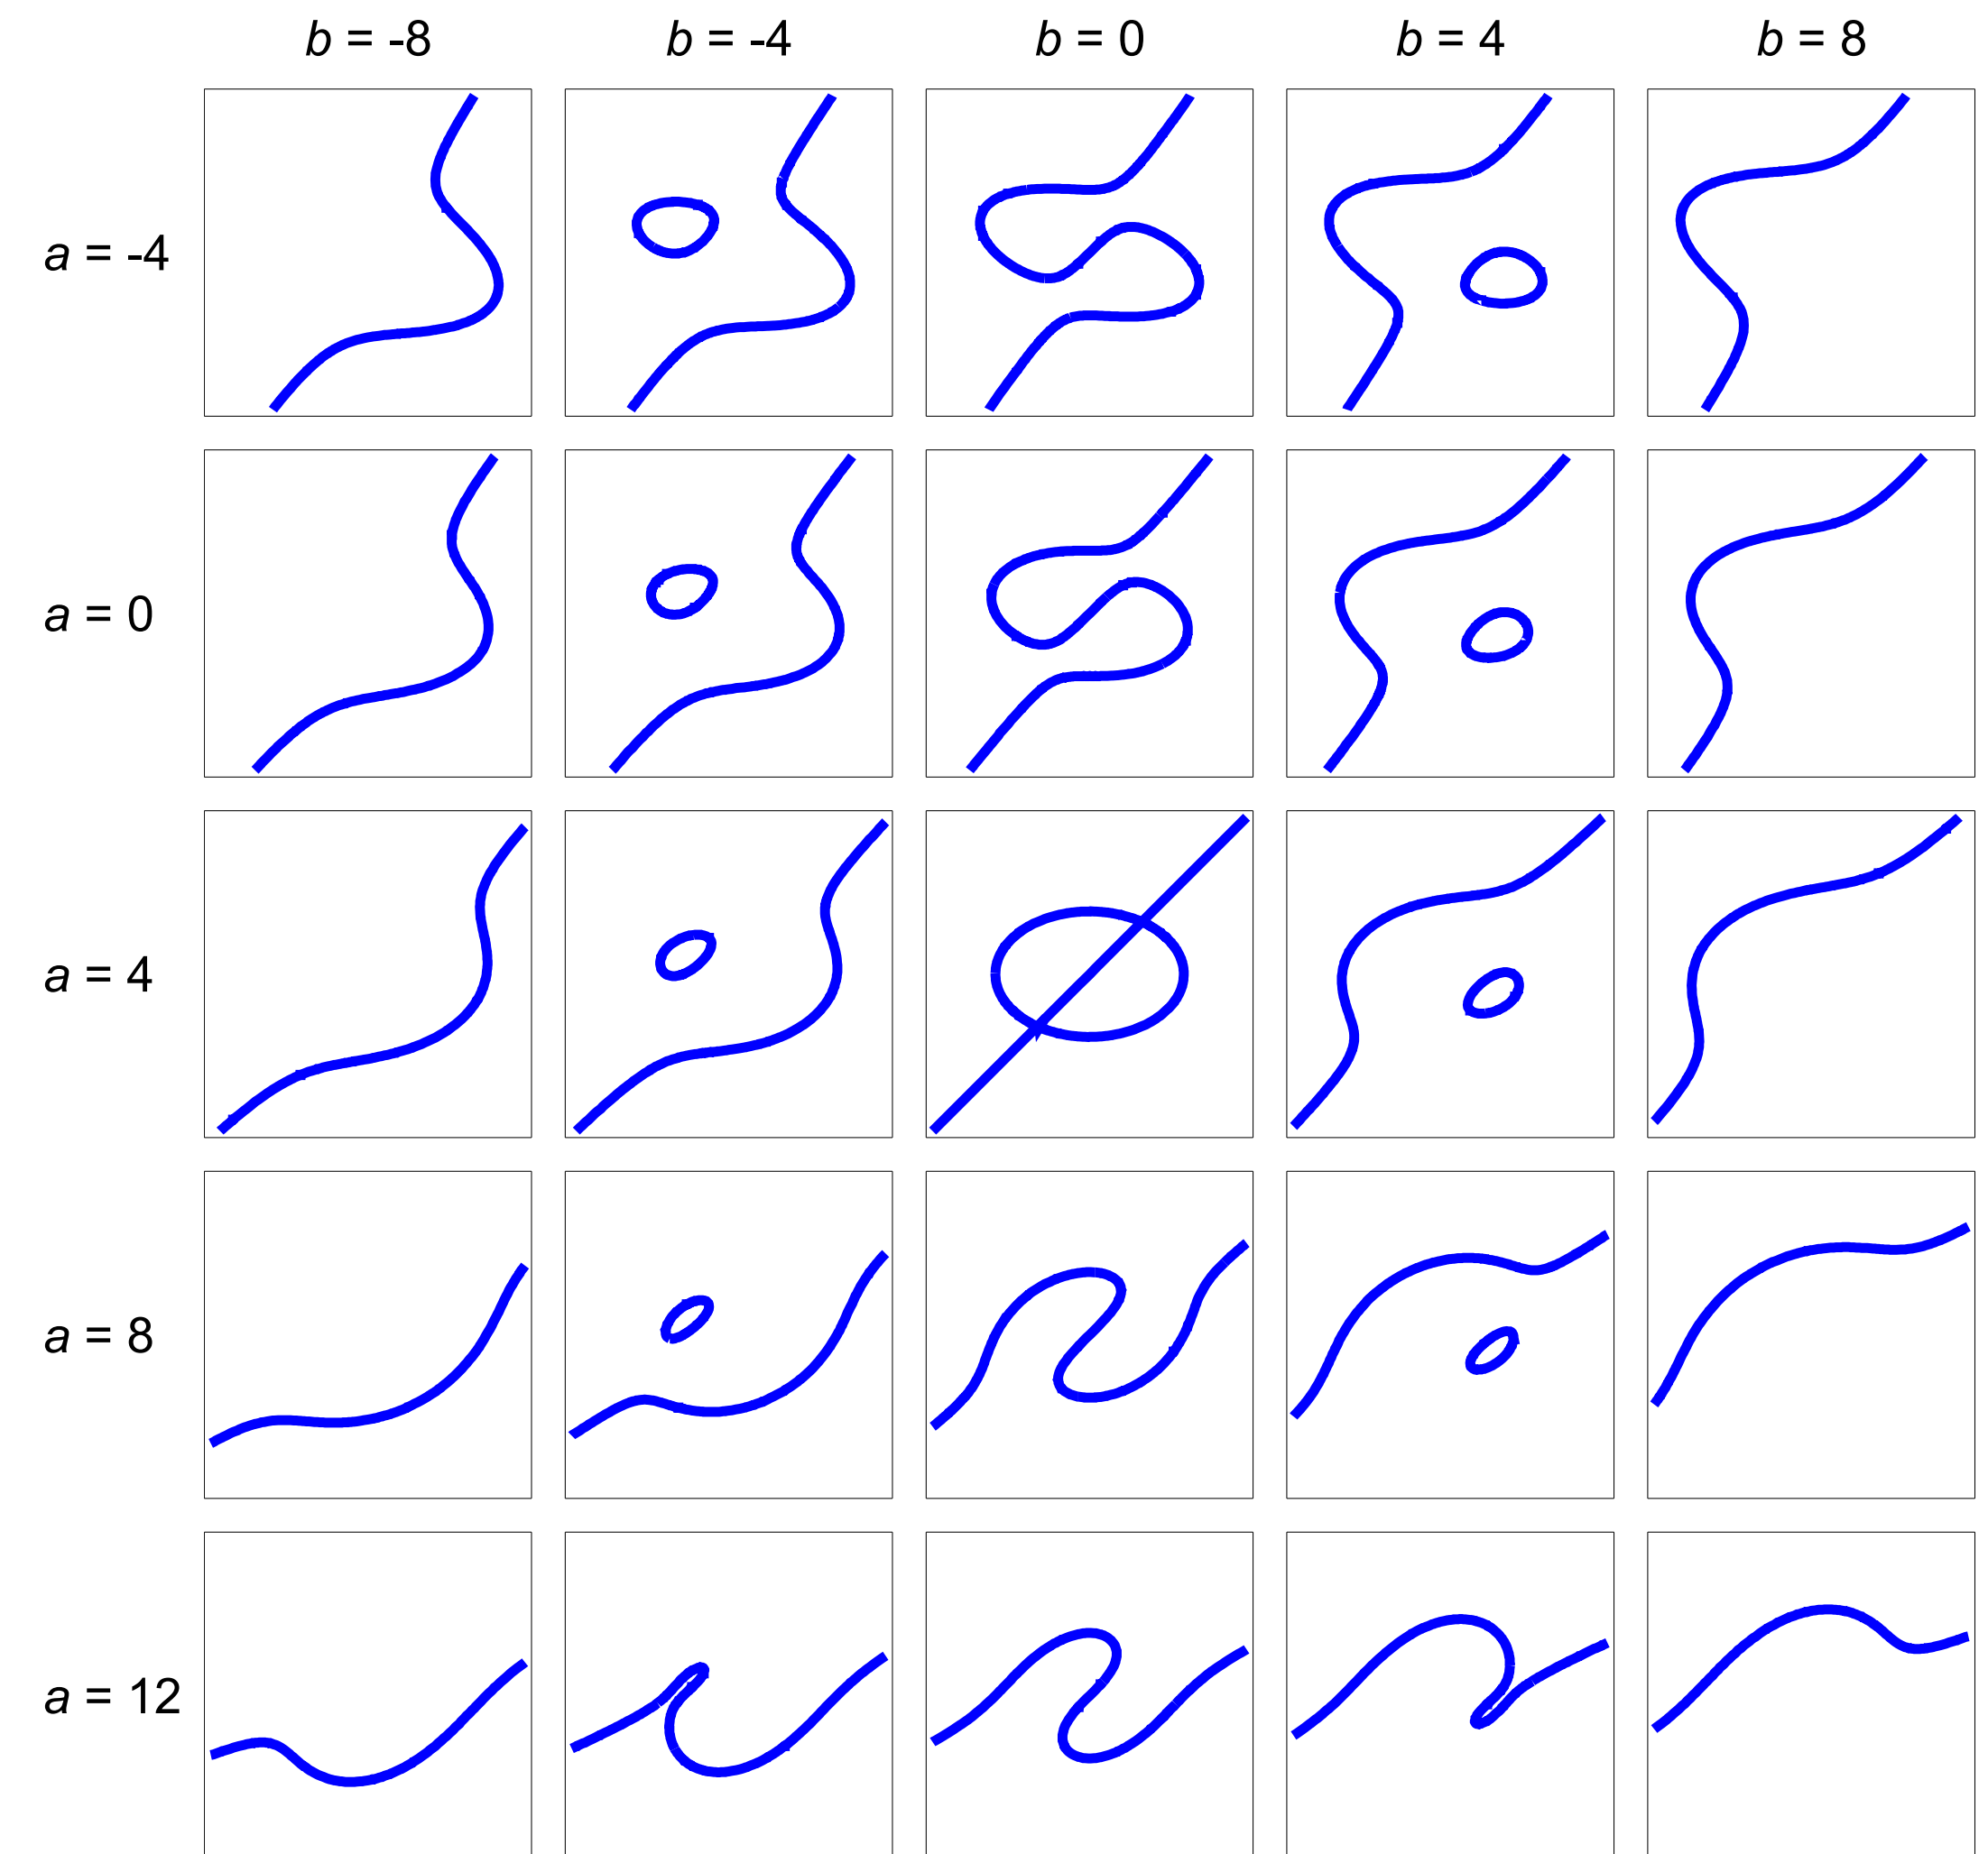 b = -8 b = -4 b = 0 b = 4 b = 8
a = -4
a = 0
a = 4
a = 8
a = 12